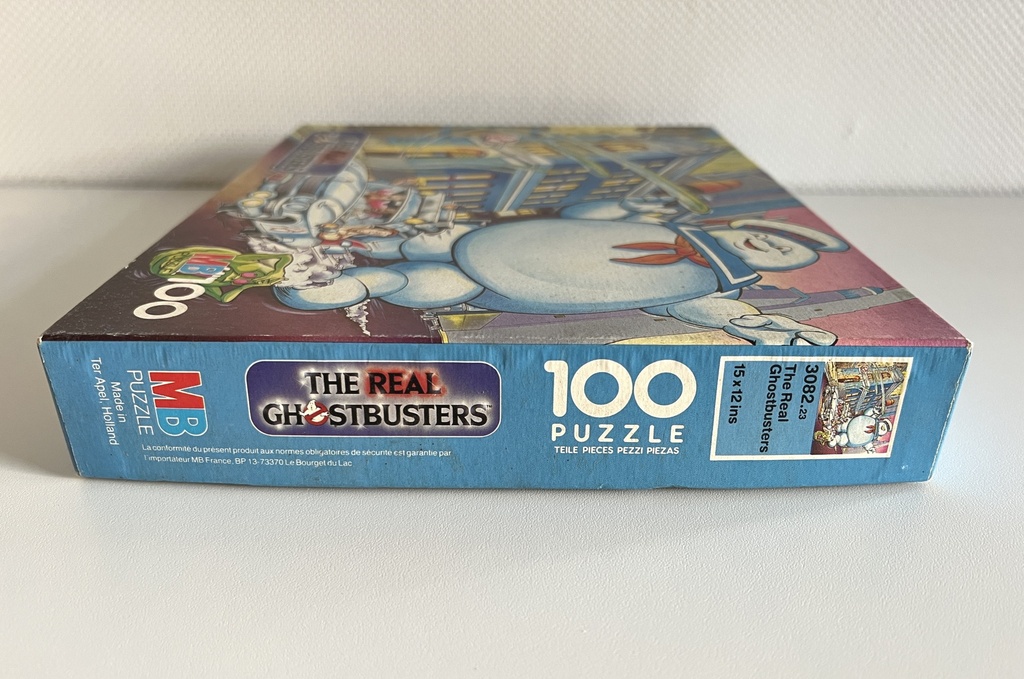 100
MB
MB
PUZZLE
Made in
Ter Apel, Holland
THE REAL
GHOSTBUSTERS™
La conformité du présent produit aux normes obligatoires de sécurité est garantie par
l'importateur MB France, BP 13-73370 Le Bourget du Lac
100
PUZZLE
TEILE PIECES PEZZI PIEZAS
3082.23
The Real
Ghostbusters
15 x 12 ins